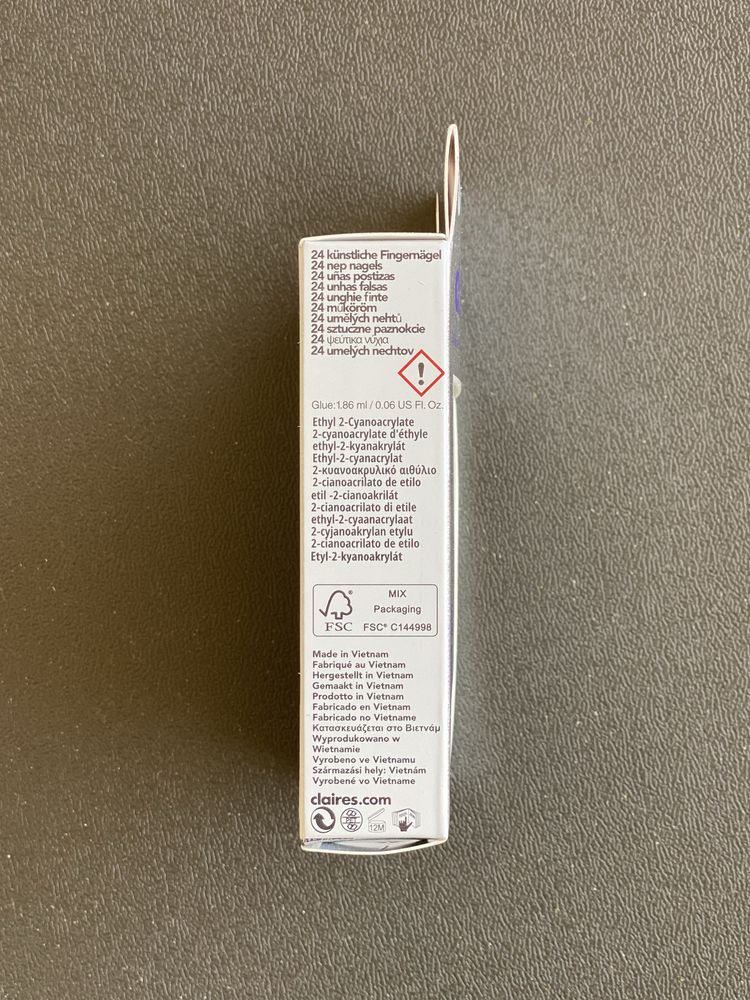 24 künstliche Fingernägel
24 nep nagels
24 uñas postizas
24 unhas falsas
24 unghie finte
24 műköröm
24 umělých nehtů
24 sztuczne paznokcie
24 ψεύτικα νύχια
24 umelých nechtov
Glue:1.86 ml / 0.06 US Fl. Oz.
Ethyl 2-Cyanoacrylate
2-cyanoacrylate d'éthyle
ethyl-2-kyanakrylát
Ethyl-2-cyanacrylat
2-κυανοακρυλικό αιθύλιο
2-cianoacrilato de etilo
etil -2-cianoakrilát
2-cianoacrilato di etile
ethyl-2-cyaanacrylaat
2-cyjanoakrylan etylu
2-cianoacrilato de etilo
Etyl-2-kyanoakrylát
MIX
Packaging
FSC® C144998
FSC
Made in Vietnam
Fabriqué au Vietnam
Hergestellt in Vietnam
Gemaakt in Vietnam
Prodotto in Vietnam
Fabricado en Vietnam
Fabricado no Vietname
Κατασκευάζεται στο Βιετνάμ
Wyprodukowano w
Wietnamie
Vyrobeno ve Vietnamu
Származási hely: Vietnám
Vyrobené vo Vietname
claires.com
PET
12M